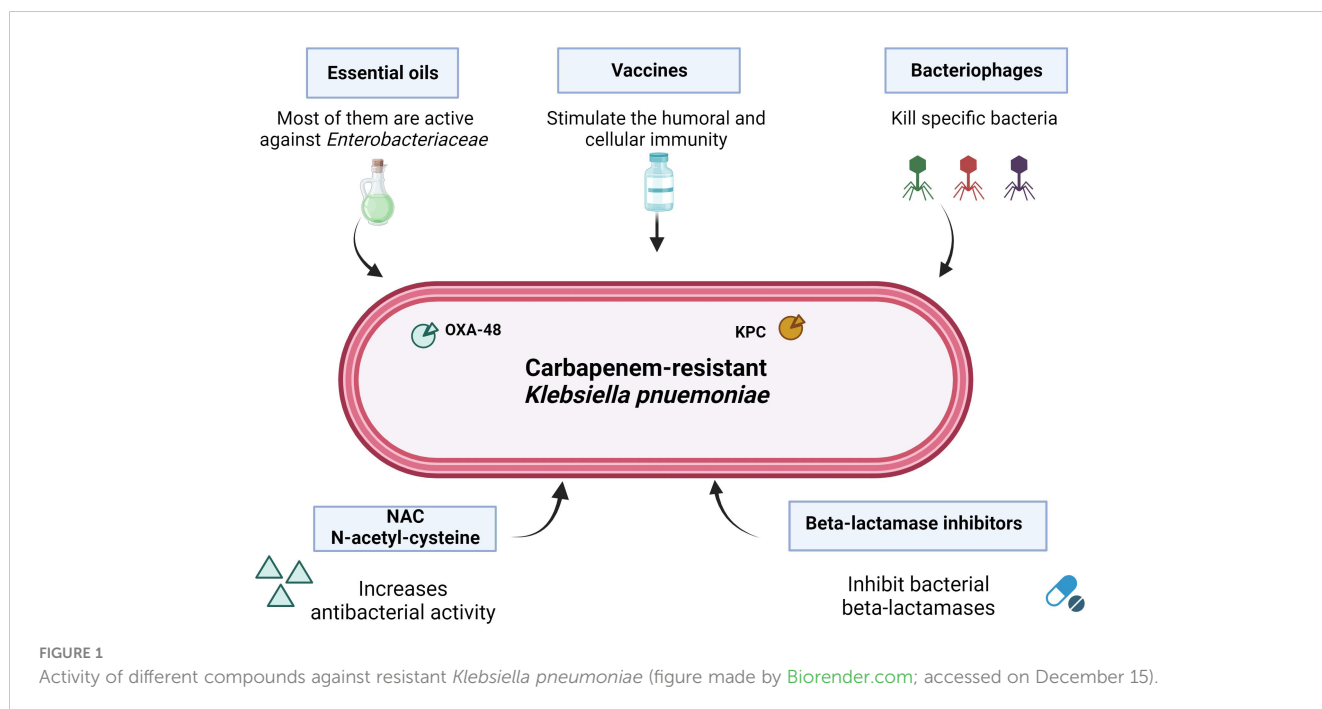 Essential oils
Most of them are active
against Enterobacteriaceae
Vaccines
Stimulate the humoral and
cellular immunity
Bacteriophages
Kill specific bacteria
OXA-48
KPC
Carbapenem-resistant
Klebsiella pnuemoniae
NAC
N-acetyl-cysteine
Increases
antibacterial activity
Beta-lactamase inhibitors
Inhibit bacterial
beta-lactamases
FIGURE 1
Activity of different compounds against resistant Klebsiella pneumoniae (figure made by Biorender.com; accessed on December 15).